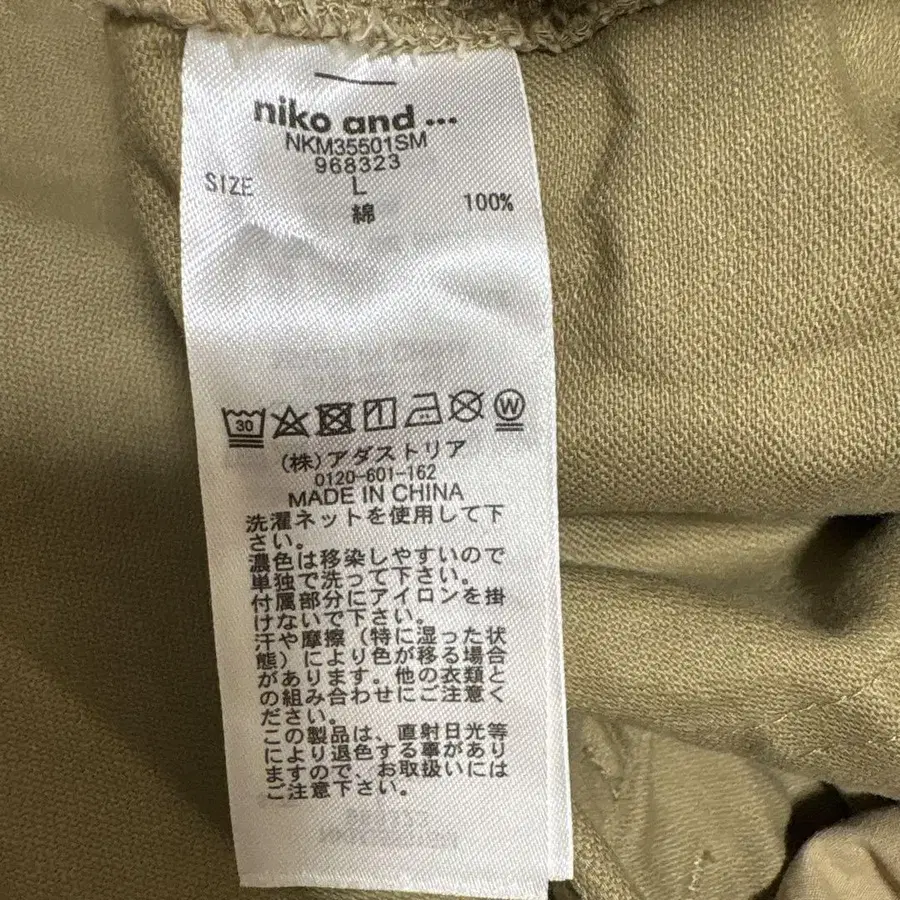 niko and ...
NKM35501SM
968323
SIZE L
綿 100%
30 W
(株)アダストリア
0120-601-162
MADE IN CHINA
洗濯ネットを使用して下
さい。
濃色は移染しやすいので
単独で洗って下さい。
付属部分にアイロンを掛
けないで下さい。
汗や摩擦(特に湿った状
態)により色が移る場合
があります。他の衣類と
の組み合わせにご注意く
ださい。
この製品は、直射日光等
により退色する事があり
ますので、お取扱いには
ご注意下さい。